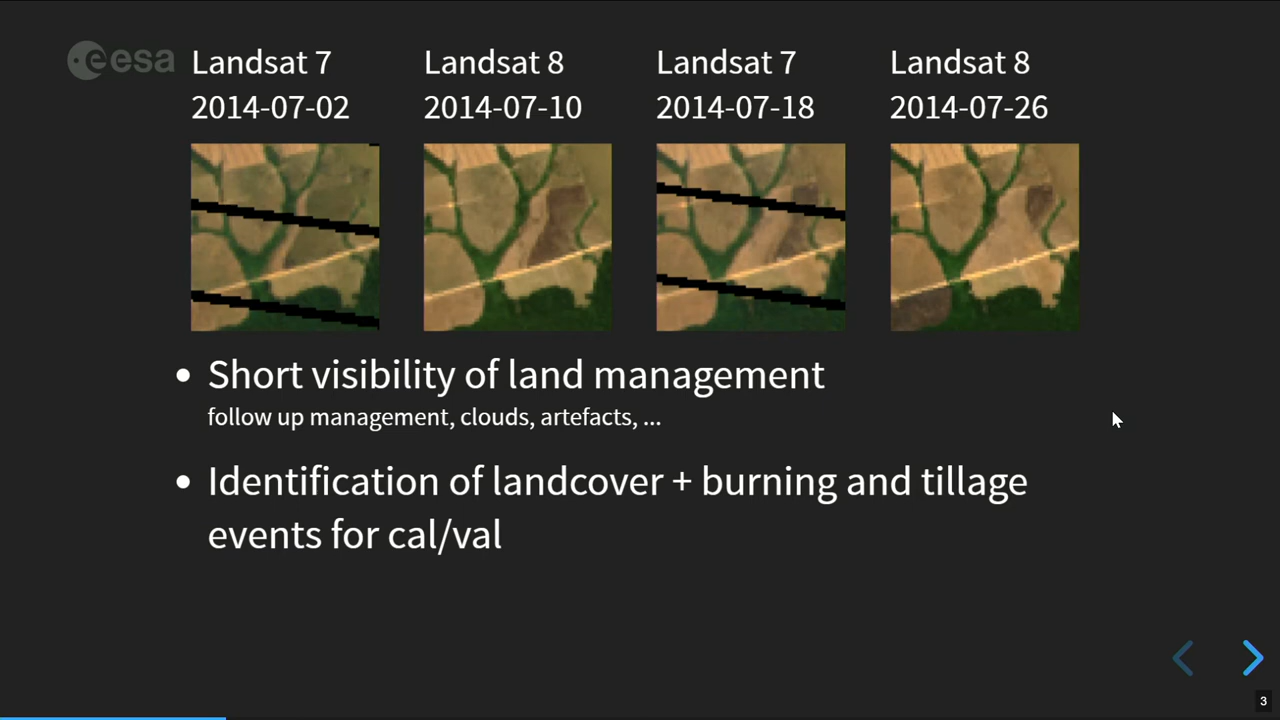 esa
Landsat 7 Landsat 8 Landsat 7 Landsat 8
2014-07-02 2014-07-10 2014-07-18 2014-07-26
• Short visibility of land management
follow up management, clouds, artefacts, ...
• Identification of landcover + burning and tillage
events for cal/val
3